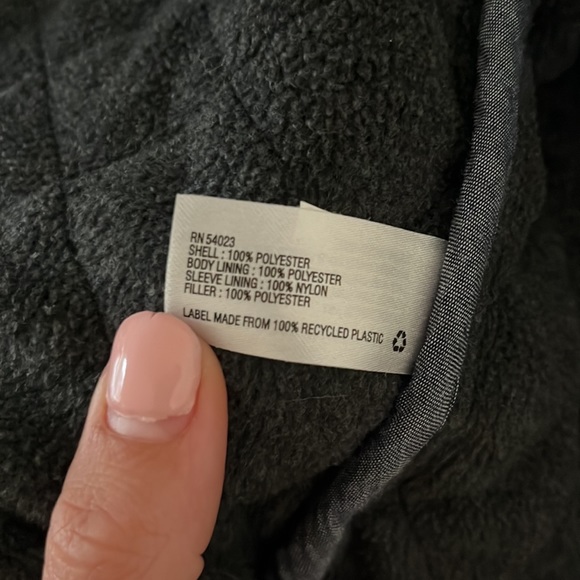 RN 54023
SHELL : 100% POLYESTER
BODY LINING : 100% POLYESTER
SLEEVE LINING : 100% NYLON
FILLER : 100% POLYESTER
LABEL MADE FROM 100% RECYCLED PLASTIC